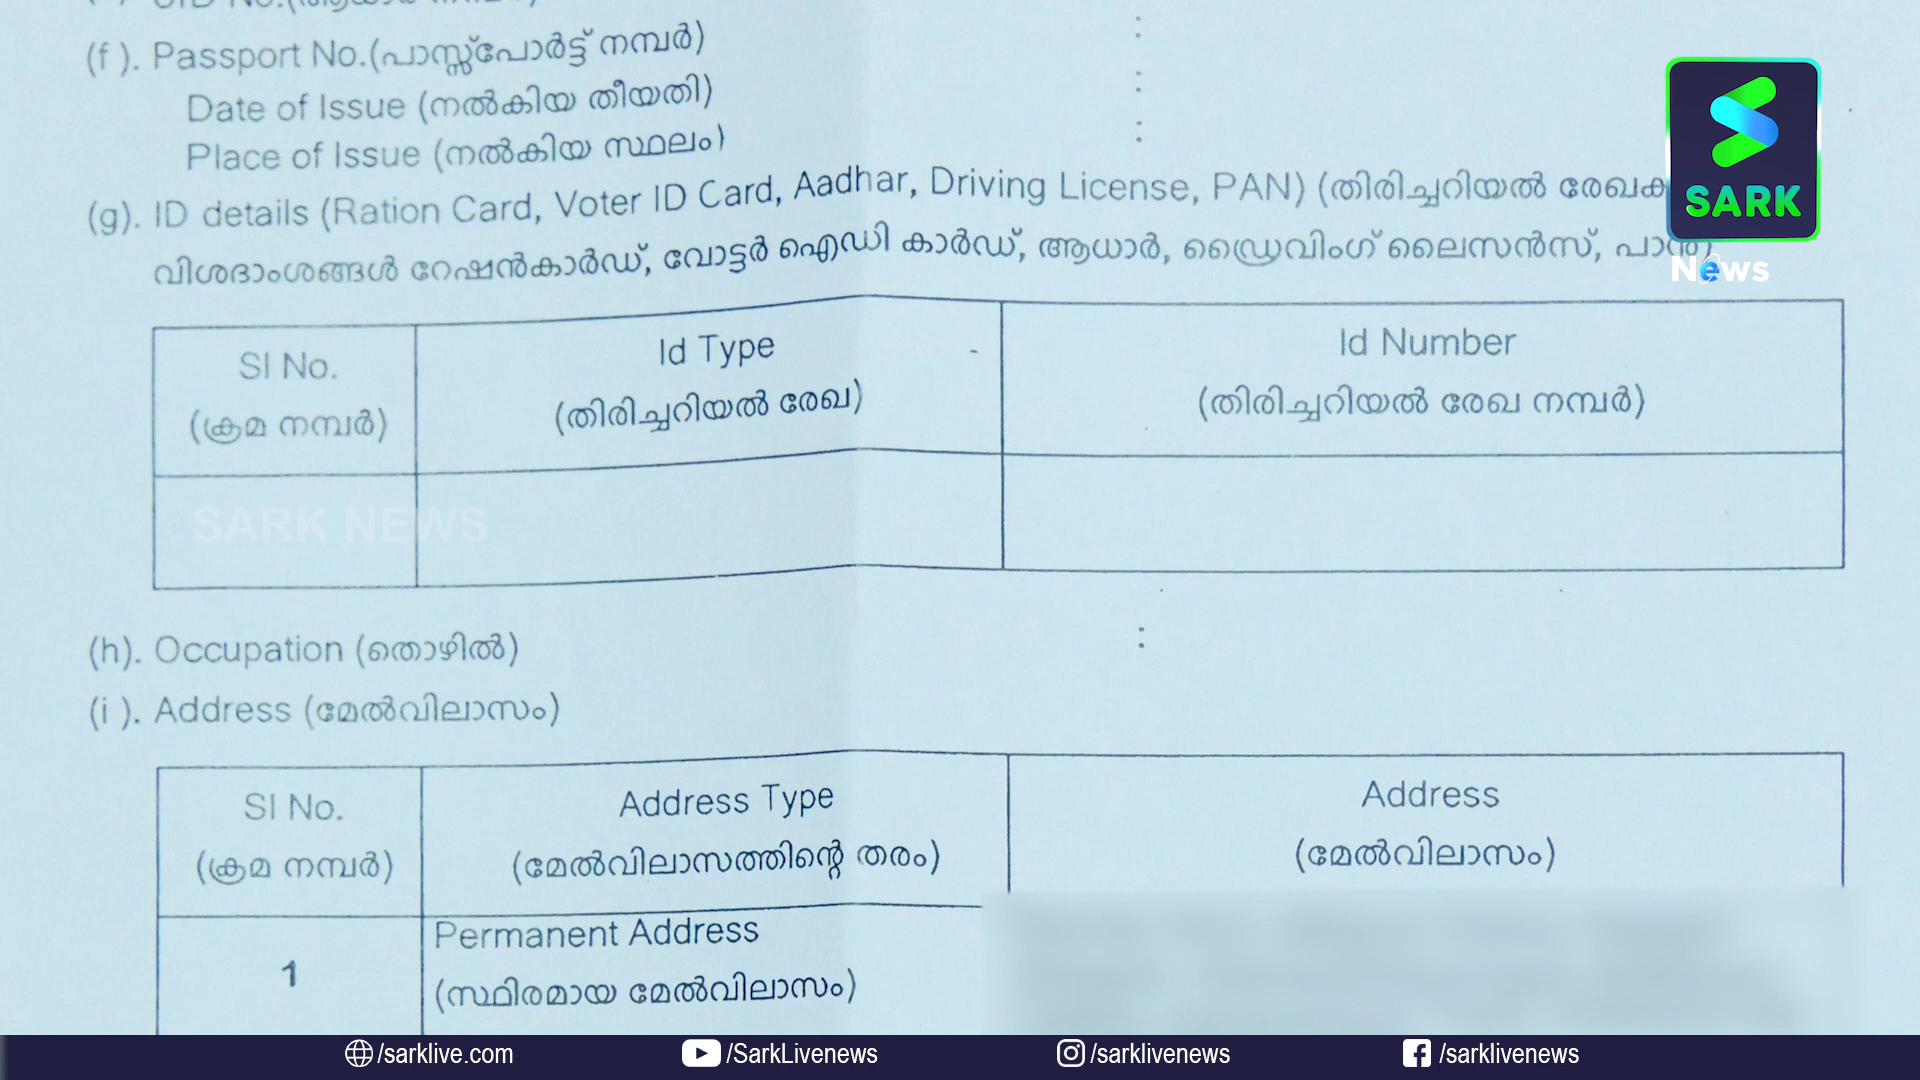 (f ). Passport No.(പാസ്സ്പോർട്ട് നമ്പർ) :
Date of Issue (നൽകിയ തീയതി) :
Place of Issue (നൽകിയ സ്ഥലം) :
(g). ID details (Ration Card, Voter ID Card, Aadhar, Driving License, PAN) (തിരിച്ചറിയൽ
വിശദാംശങ്ങൾ റേഷൻകാർഡ്, വോട്ടർ ഐഡി കാർഡ്, ആധാർ, ഡ്രൈവിംഗ് ലൈസൻസ്,
SARK
News
Sl No. Id Type Id Number
(ക്രമ നമ്പർ) (തിരിച്ചറിയൽ രേഖ) (തിരിച്ചറിയൽ രേഖ നമ്പർ)
SARK NEWS
(h). Occupation (തൊഴിൽ) :
(i ). Address (മേൽവിലാസം)
Sl No. Address Type Address
(ക്രമ നമ്പർ) (മേൽവിലാസത്തിന്റെ തരം) (മേൽവിലാസം)
1 Permanent Address
(സ്ഥിരമായ മേൽവിലാസം)
/sarklive.com /SarkLivenews /sarklivenews /sarklivenews